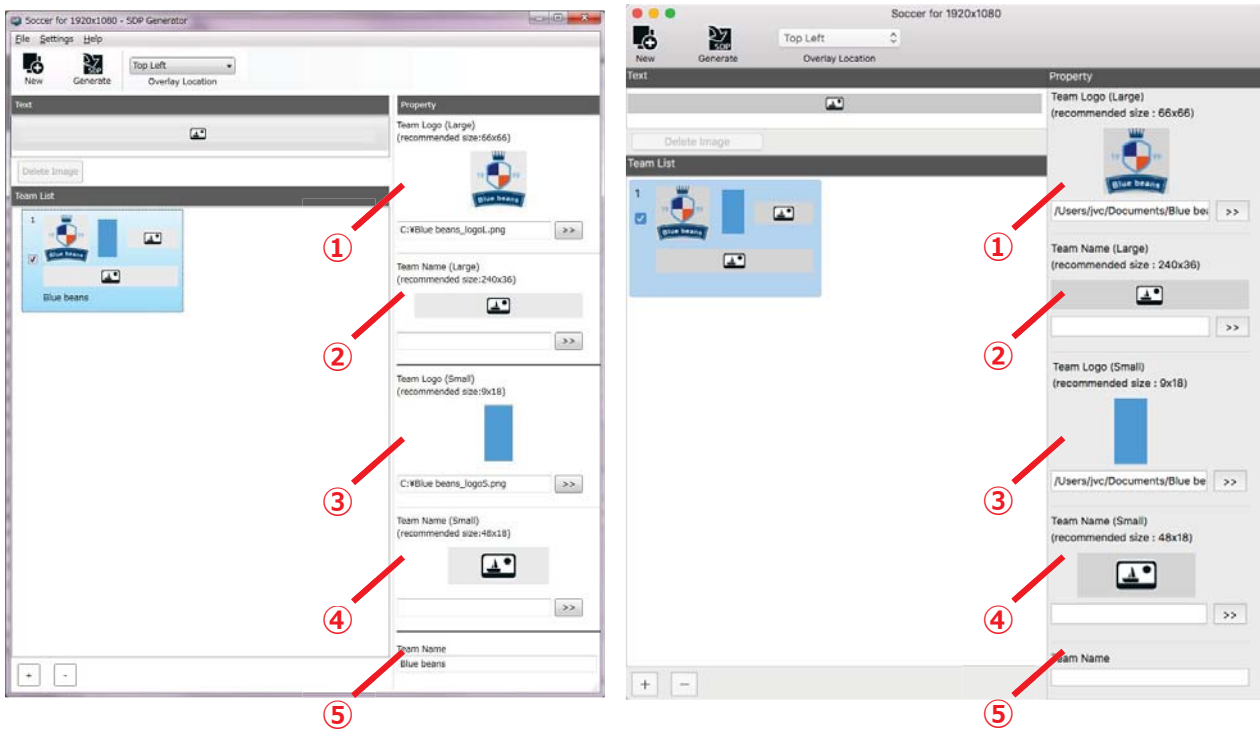 Soccer for 1920x1080 - SDP Generator
File Settings Help
New
Generate
Top Left
Overlay Location
Text
Delete Image
Team List
1
Blue beans
Blue beans
+
-
Property
Team Logo (Large)
(recommended size:66x66)
Blue beans
①
C:¥Blue beans_logoL.png
>>
Team Name (Large)
(recommended size:240x36)
②
>>
Team Logo (Small)
(recommended size:9x18)
③
C:¥Blue beans_logoS.png
>>
Team Name (Small)
(recommended size:48x18)
④
>>
Team Name
Blue beans
⑤
Soccer for 1920x1080
New
SDP
Generate
Top Left
Overlay Location
Text
Delete Image
Team List
1
Blue beans
+
−
Property
Team Logo (Large)
(recommended size : 66x66)
Blue beans
①
/Users/jvc/Documents/Blue bea
>>
Team Name (Large)
(recommended size : 240x36)
②
>>
Team Logo (Small)
(recommended size : 9x18)
③
/Users/jvc/Documents/Blue be
>>
Team Name (Small)
(recommended size : 48x18)
④
>>
Team Name
⑤